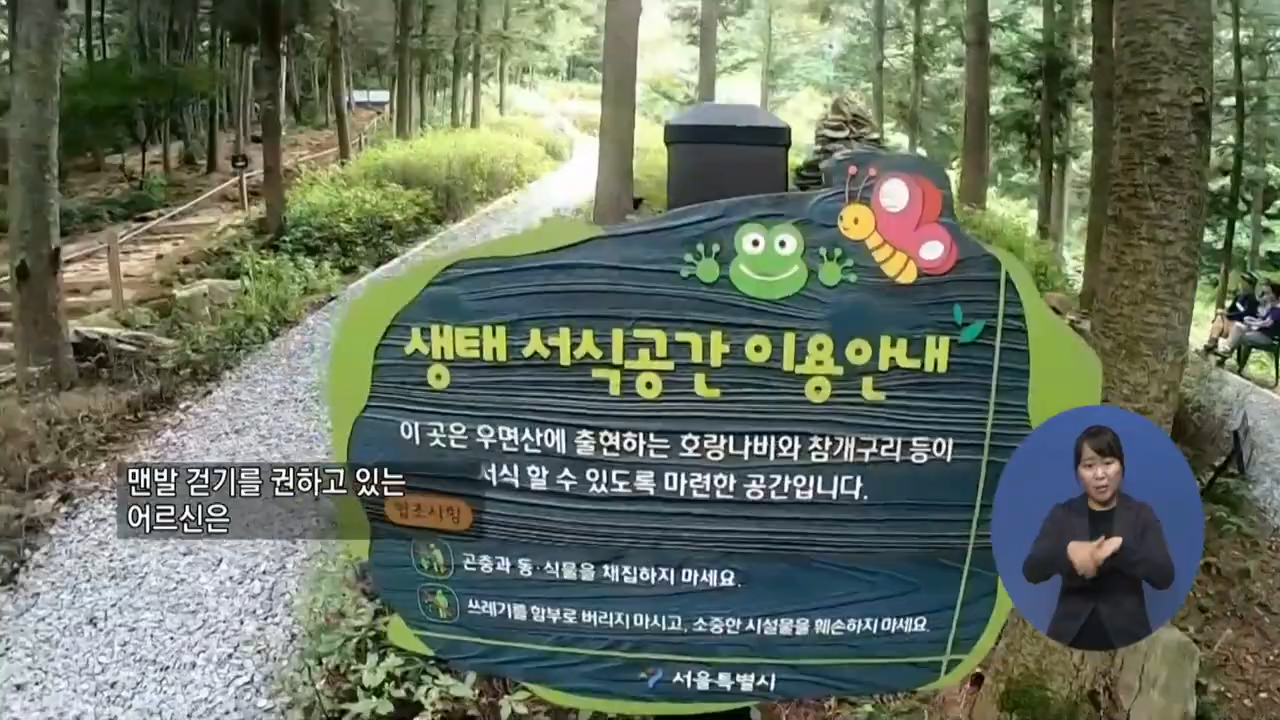 생태 서식공간 이용안내
이 곳은 우면산에 출현하는 호랑나비와 참개구리 등이
서식 할 수 있도록 마련한 공간입니다.
맨발 걷기를 권하고 있는
어르신은
협조사항
곤충과 동·식물을 채집하지 마세요.
쓰레기를 함부로 버리지 마시고, 소중한 시설물을 훼손하지 마세요.
서울특별시